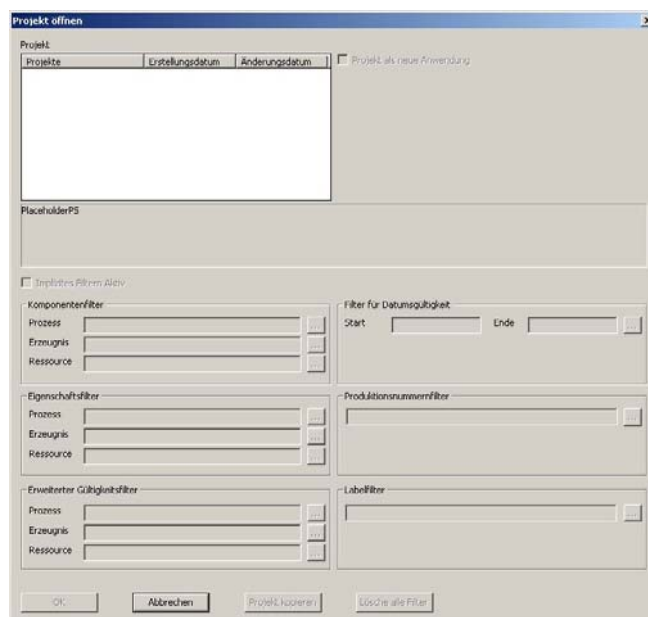 Projekt öffnen
Projekt
Projekte Erstellungsdatum Änderungsdatum
Projekt als neue Anwendung
PlaceholderPS
Implizites Filtern Aktiv
Komponentenfilter
Prozess ...
Erzeugnis ...
Ressource ...
Filter für Datumsgültigkeit
Start Ende ...
Eigenschaftsfilter
Prozess ...
Erzeugnis ...
Ressource ...
Produktionsnummernfilter
...
Erweiterter Gültigkeitsfilter
Prozess ...
Erzeugnis ...
Ressource ...
Labelfilter
...
OK Abbrechen Projekt kopieren Lösche alle Filter